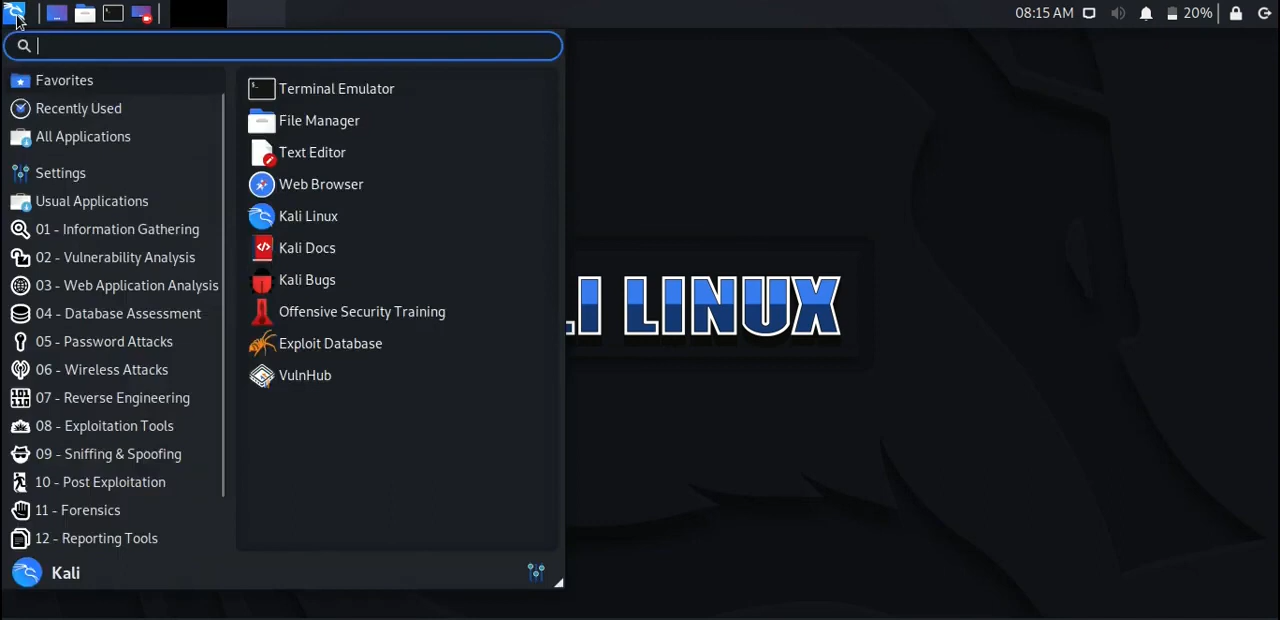 08:15 AM 20%
Favorites
Recently Used
All Applications
Settings
Usual Applications
01 - Information Gathering
02 - Vulnerability Analysis
03 - Web Application Analysis
04 - Database Assessment
05 - Password Attacks
06 - Wireless Attacks
07 - Reverse Engineering
08 - Exploitation Tools
09 - Sniffing & Spoofing
10 - Post Exploitation
11 - Forensics
12 - Reporting Tools
Kali
Terminal Emulator
File Manager
Text Editor
Web Browser
Kali Linux
Kali Docs
Kali Bugs
Offensive Security Training
Exploit Database
VulnHub
LI LINUX